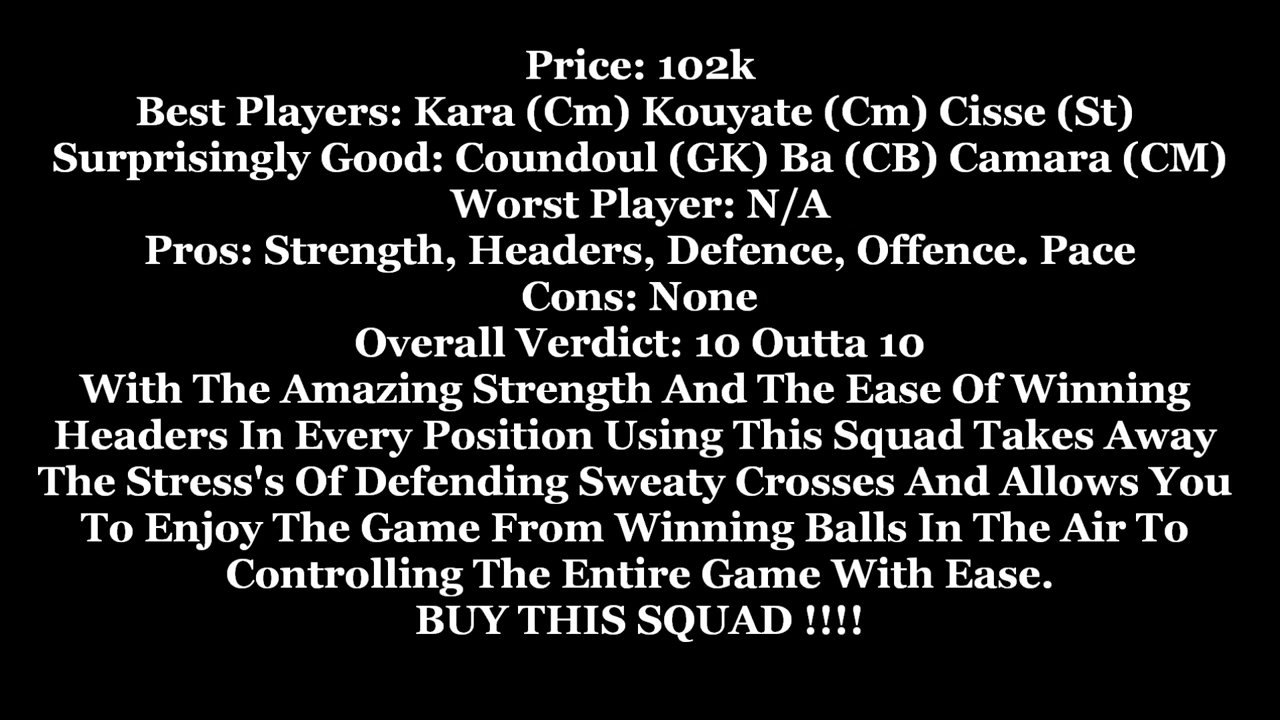 Price: 102k
Best Players: Kara (Cm) Kouyate (Cm) Cisse (St)
Surprisingly Good: Coundoul (GK) Ba (CB) Camara (CM)
Worst Player: N/A
Pros: Strength, Headers, Defence, Offence. Pace
Cons: None
Overall Verdict: 10 Outta 10
With The Amazing Strength And The Ease Of Winning
Headers In Every Position Using This Squad Takes Away
The Stress's Of Defending Sweaty Crosses And Allows You
To Enjoy The Game From Winning Balls In The Air To
Controlling The Entire Game With Ease.
BUY THIS SQUAD !!!!